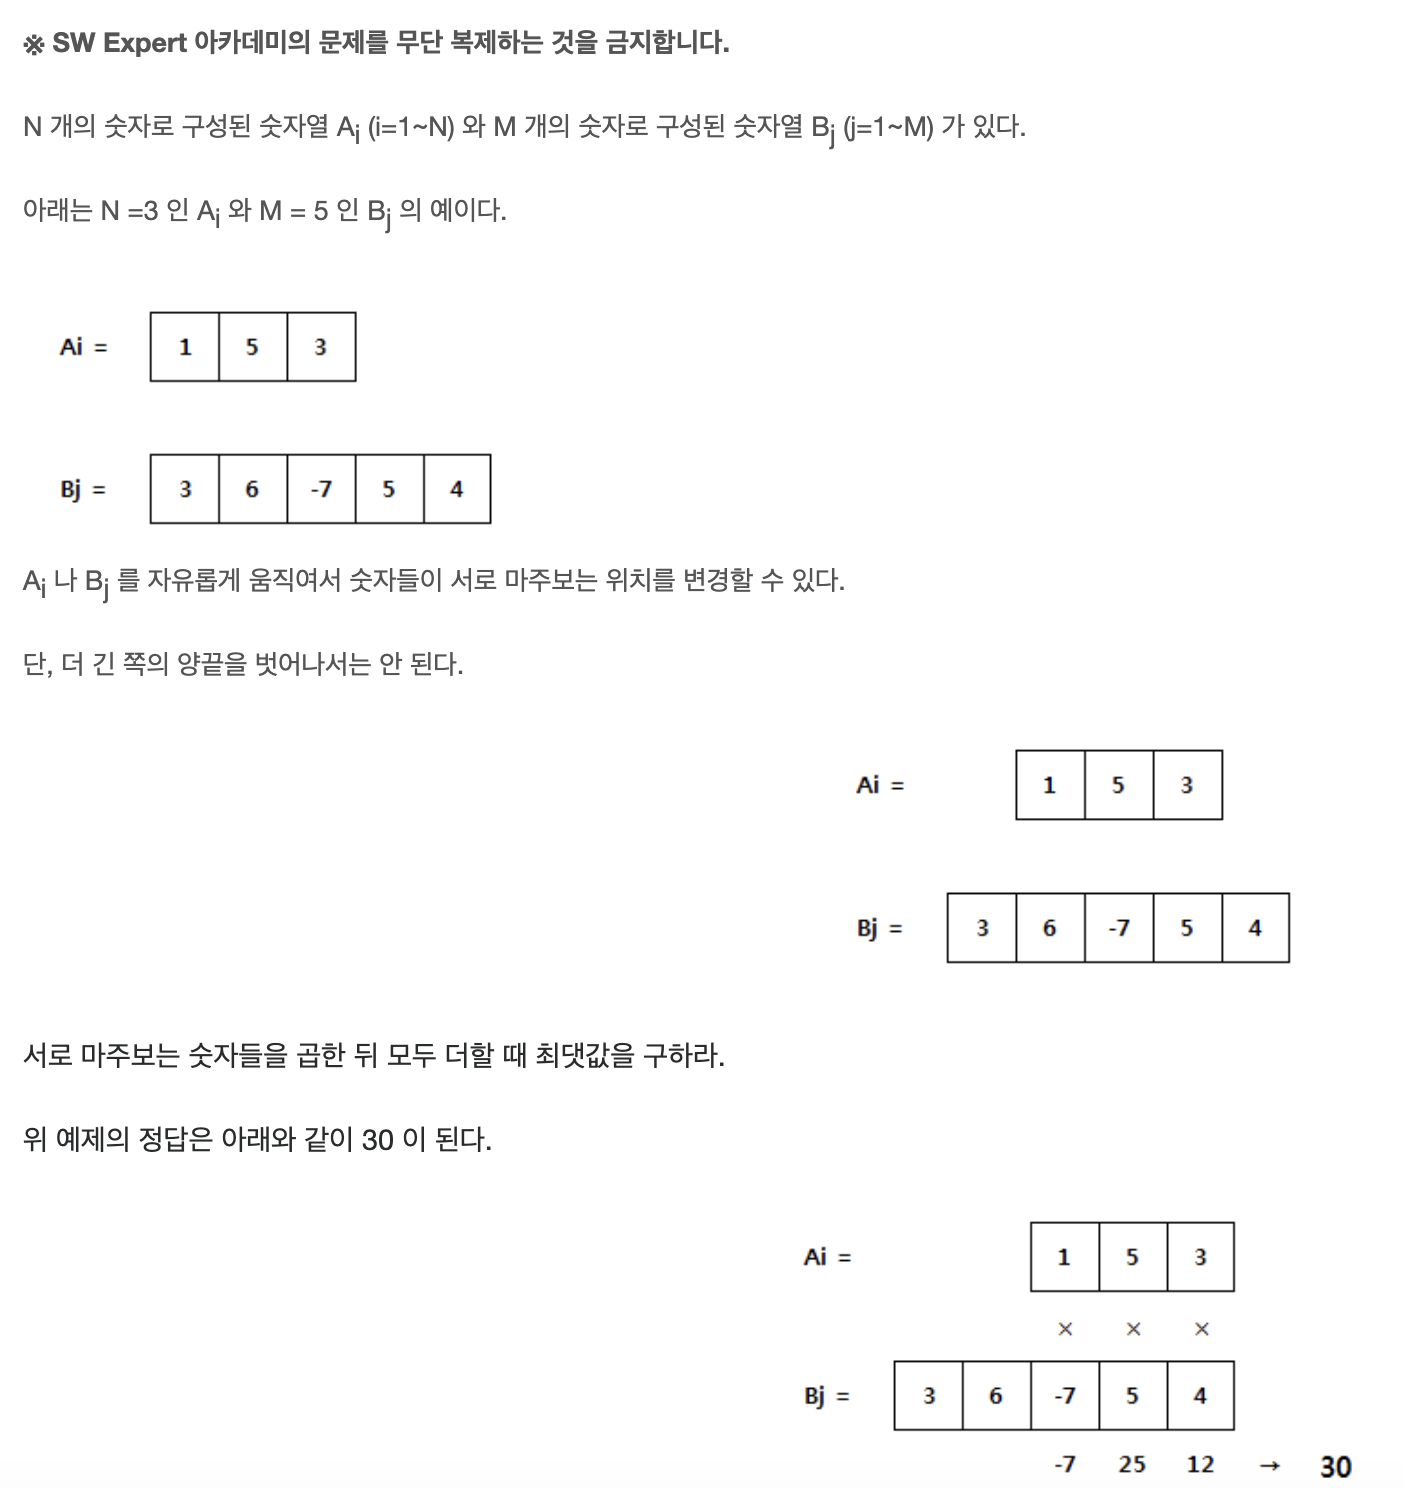 ※ SW Expert 아카데미의 문제를 무단 복제하는 것을 금지합니다.
N 개의 숫자로 구성된 숫자열 Ai (i=1~N) 와 M 개의 숫자로 구성된 숫자열 Bj (j=1~M) 가 있다.
아래는 N =3 인 Ai 와 M = 5 인 Bj 의 예이다.
Ai = 1 5 3
Bj = 3 6 -7 5 4
Ai 나 Bj 를 자유롭게 움직여서 숫자들이 서로 마주보는 위치를 변경할 수 있다.
단, 더 긴 쪽의 양끝을 벗어나서는 안 된다.
Ai = 1 5 3
Bj = 3 6 -7 5 4
서로 마주보는 숫자들을 곱한 뒤 모두 더할 때 최댓값을 구하라.
위 예제의 정답은 아래와 같이 30 이 된다.
Ai = 1 5 3
× × ×
Bj = 3 6 -7 5 4
-7 25 12 → 30